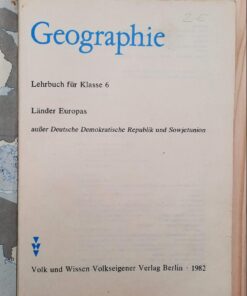 2 €
Geographie
Lehrbuch für Klasse 6
Länder Europas
außer Deutsche Demokratische Republik und Sowjetunion
Volk und Wissen Volkseigener Verlag Berlin · 1982